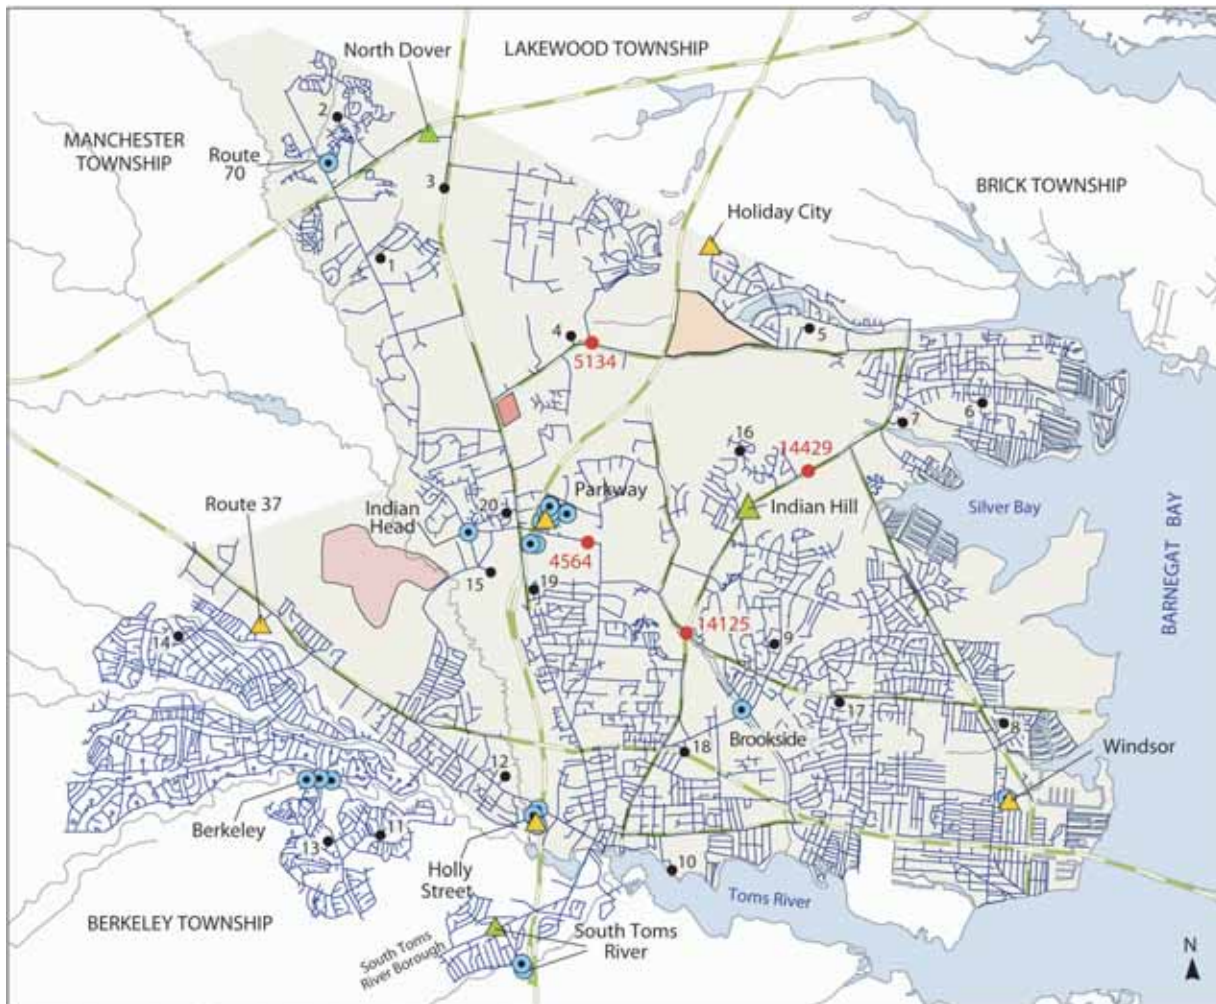 North Dover
LAKEWOOD TOWNSHIP
MANCHESTER
TOWNSHIP
2
Route
70
3
BRICK TOWNSHIP
Holiday City
1
4
5134
5
6
7
16
14429
Route 37
Indian
Head
20
Parkway
Indian Hill
Silver Bay
BARNEGAT BAY
4564
15
19
14
14125
9
17
8
Brookside
18
Windsor
12
Berkeley
13
11
Holly
Street
10
Toms River
BERKELEY TOWNSHIP
South Toms
River Borough
South Toms
River
N